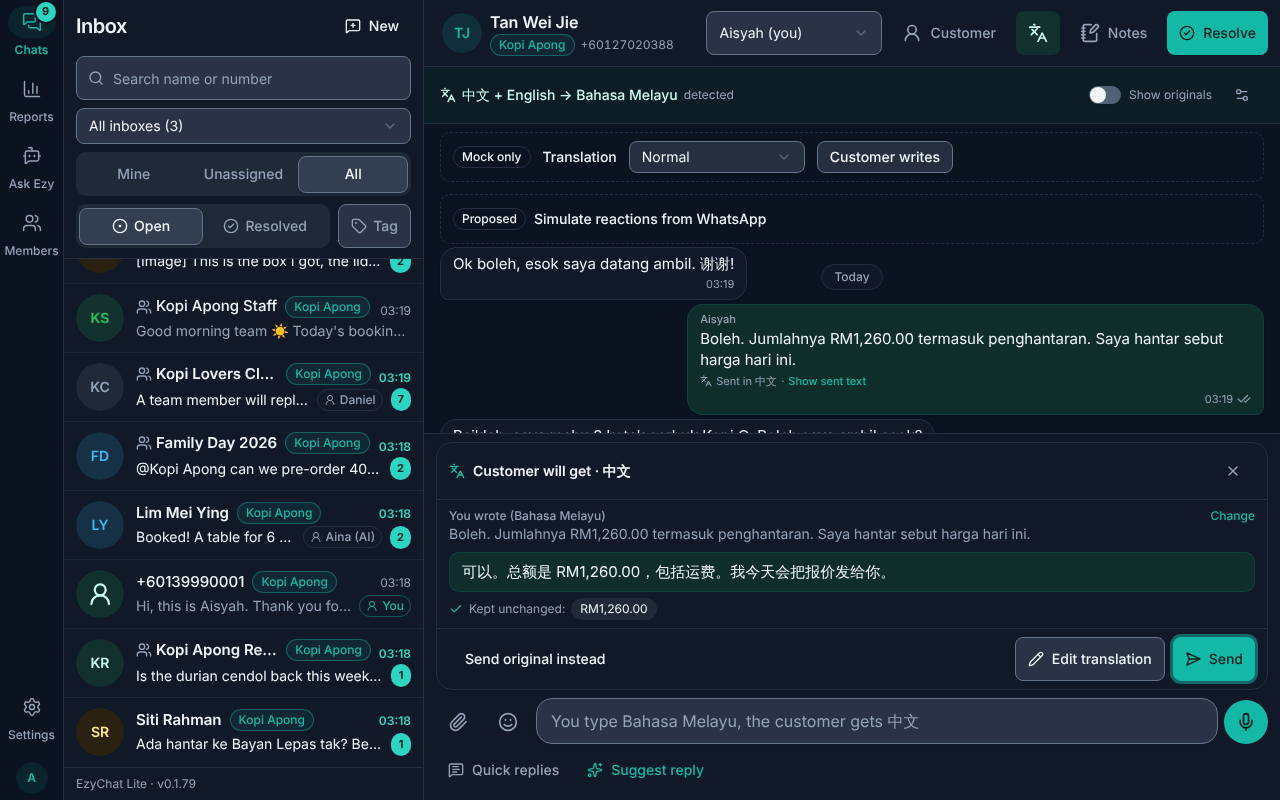 9
Chats
Reports
Ask Ezy
Members
Settings
A
Inbox
New
Search name or number
All inboxes (3)
Mine
Unassigned
All
Open
Resolved
Tag
[Image] This is the box I got, the lid...
2
KS
Kopi Apong Staff
Kopi Apong
03:19
Good morning team ☀️ Today's bookin...
KC
Kopi Lovers Cl...
Kopi Apong
03:19
A team member will repl...
Daniel
7
FD
Family Day 2026
Kopi Apong
03:18
@Kopi Apong can we pre-order 40...
2
LY
Lim Mei Ying
Kopi Apong
03:18
Booked! A table for 6 ...
Aina (AI)
2
+60139990001
Kopi Apong
03:18
Hi, this is Aisyah. Thank you fo...
You
KR
Kopi Apong Re...
Kopi Apong
03:18
Is the durian cendol back this week...
1
SR
Siti Rahman
Kopi Apong
03:18
Ada hantar ke Bayan Lepas tak? Be...
1
EzyChat Lite · v0.1.79
TJ
Tan Wei Jie
Kopi Apong
+60127020388
Aisyah (you)
Customer
Notes
Resolve
中文 + English → Bahasa Melayu detected
Show originals
Mock only
Translation
Normal
Customer writes
Proposed
Simulate reactions from WhatsApp
Ok boleh, esok saya datang ambil. 谢谢!
03:19
Today
Aisyah
Boleh. Jumlahnya RM1,260.00 termasuk penghantaran. Saya hantar sebut
harga hari ini.
Sent in 中文 · Show sent text
03:19
Customer will get · 中文
You wrote (Bahasa Melayu)
Change
Boleh. Jumlahnya RM1,260.00 termasuk penghantaran. Saya hantar sebut harga hari ini.
可以。总额是 RM1,260.00，包括运费。我今天会把报价发给你。
Kept unchanged: RM1,260.00
Send original instead
Edit translation
Send
You type Bahasa Melayu, the customer gets 中文
Quick replies
Suggest reply